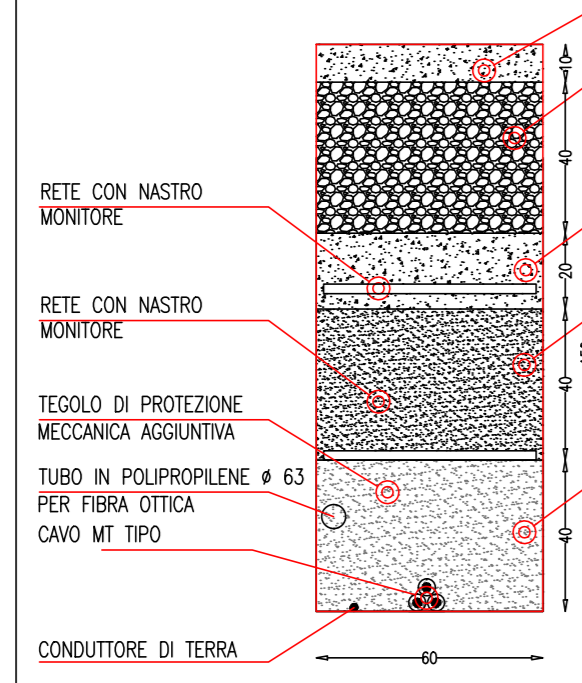 RETE CON NASTRO
MONITORE
RETE CON NASTRO
MONITORE
TEGOLO DI PROTEZIONE
MECCANICA AGGIUNTIVA
TUBO IN POLIPROPILENE ø 63
PER FIBRA OTTICA
CAVO MT TIPO
CONDUTTORE DI TERRA
10
40
20
40
40
60